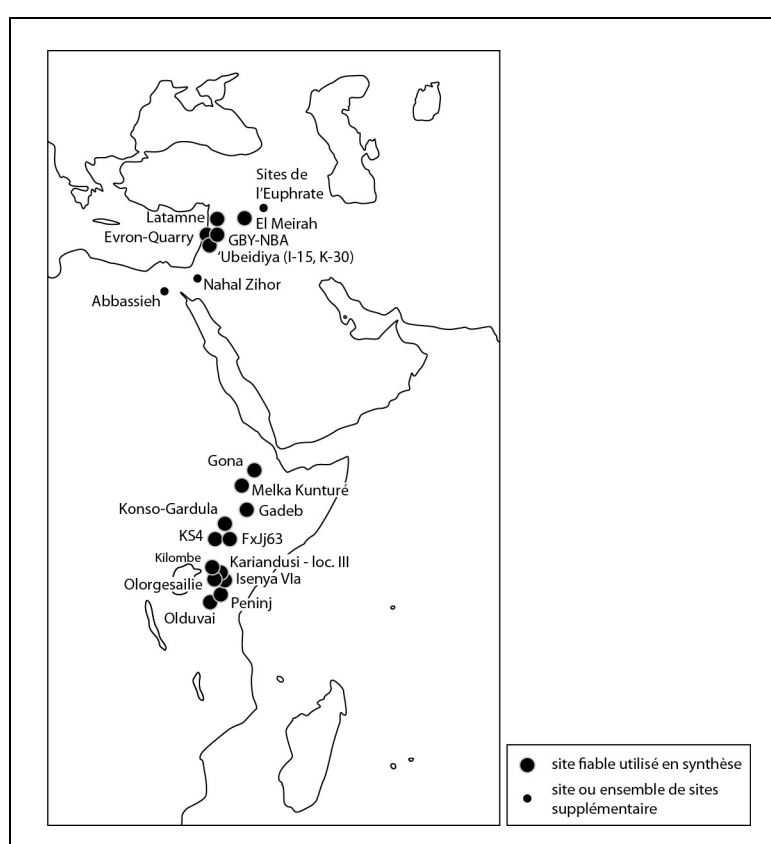 Sites de
l'Euphrate
Latamne
El Meirah
Evron-Quarry
GBY-NBA
'Ubeidiya (I-15, K-30)
Nahal Zihor
Abbassieh
Gona
Melka Kunturé
Konso-Gardula
Gadeb
KS4
FxJj63
Kilombe
Kariandusi - loc. III
Isenya VIa
Olorgesailie
Peninj
Olduvai
site fiable utilisé en synthèse
site ou ensemble de sites
supplémentaire